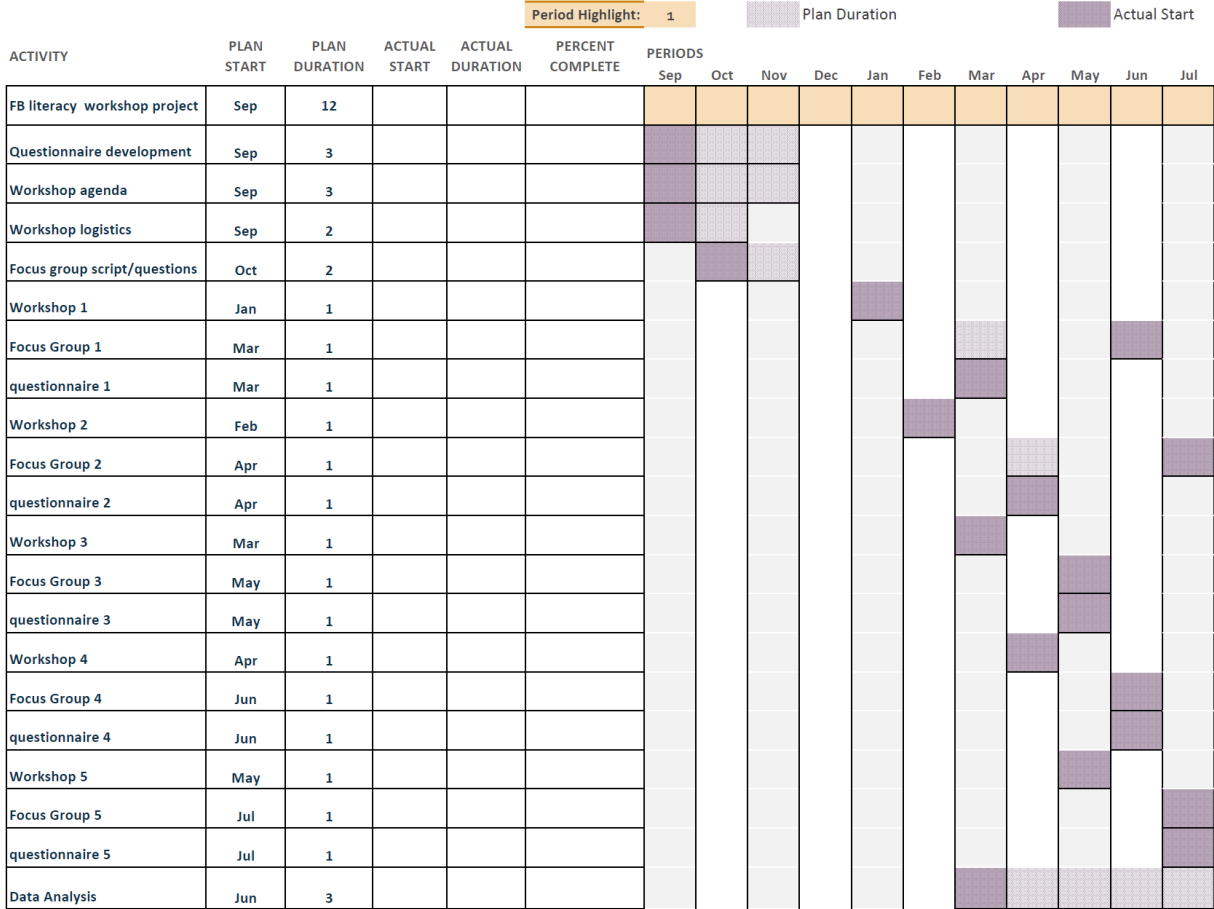 Period Highlight: 1 Plan Duration Actual Start
ACTIVITY PLAN START PLAN DURATION ACTUAL START ACTUAL DURATION PERCENT COMPLETE PERIODS
Sep Oct Nov Dec Jan Feb Mar Apr May Jun Jul
FB literacy workshop project Sep 12
Questionnaire development Sep 3
Workshop agenda Sep 3
Workshop logistics Sep 2
Focus group script/questions Oct 2
Workshop 1 Jan 1
Focus Group 1 Mar 1
questionnaire 1 Mar 1
Workshop 2 Feb 1
Focus Group 2 Apr 1
questionnaire 2 Apr 1
Workshop 3 Mar 1
Focus Group 3 May 1
questionnaire 3 May 1
Workshop 4 Apr 1
Focus Group 4 Jun 1
questionnaire 4 Jun 1
Workshop 5 May 1
Focus Group 5 Jul 1
questionnaire 5 Jul 1
Data Analysis Jun 3